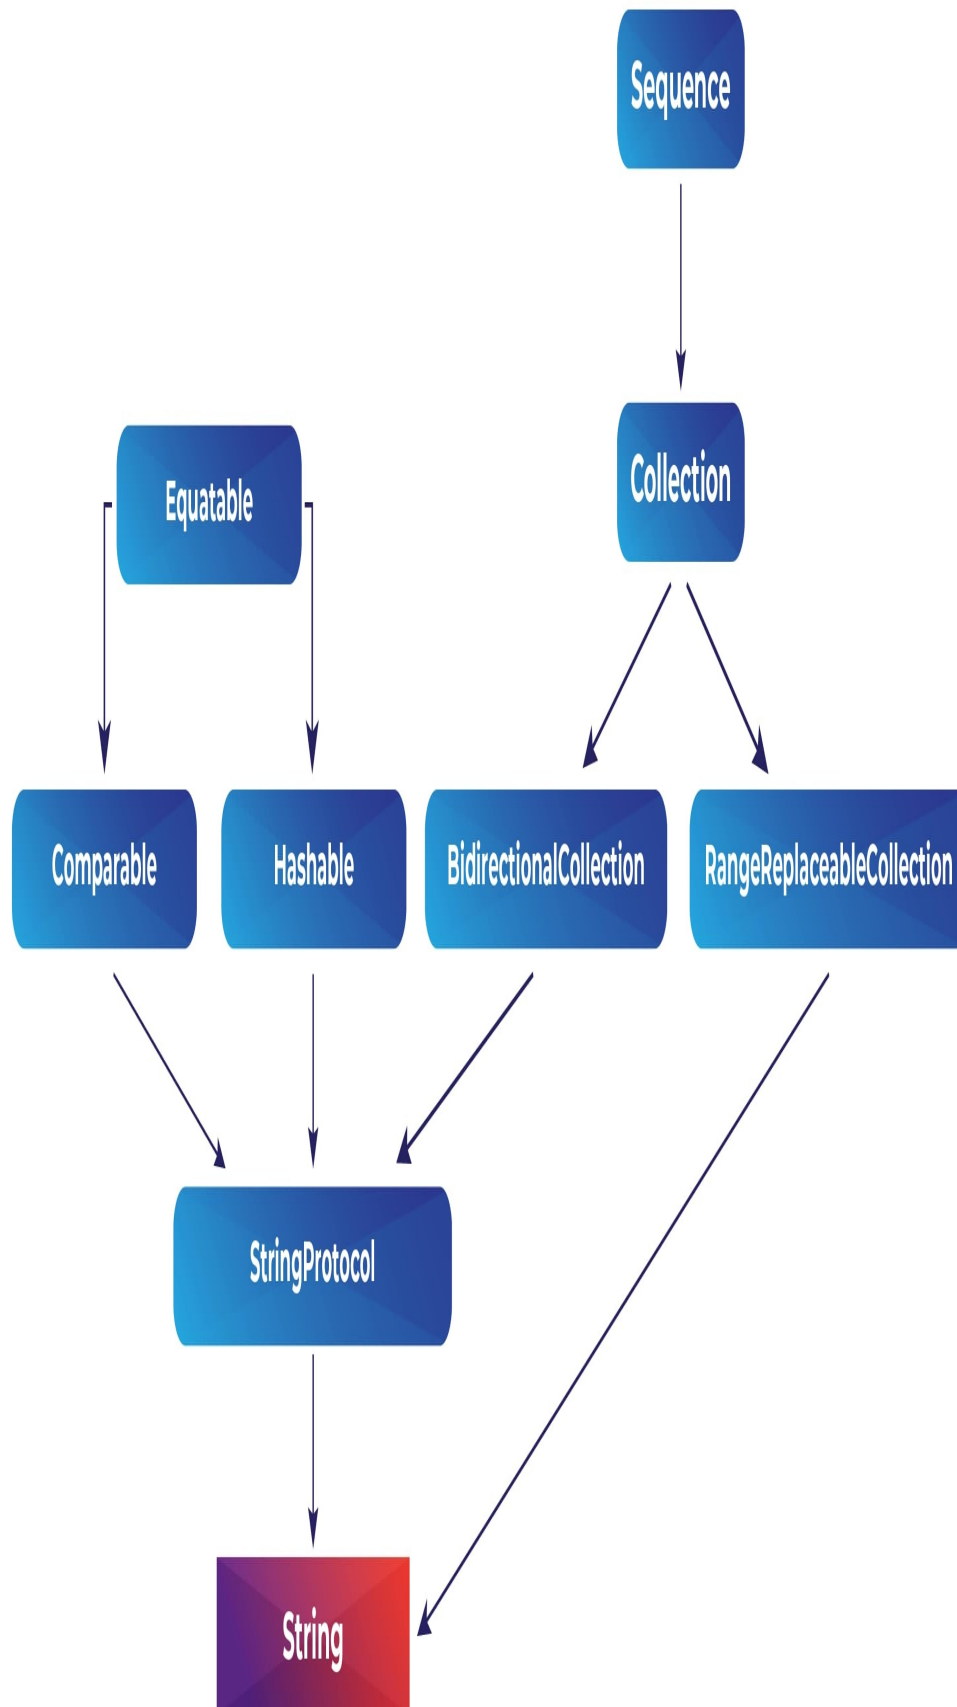 Sequence
Collection
Equatable
Comparable
Hashable
BidirectionalCollection
RangeReplaceableCollection
StringProtocol
String